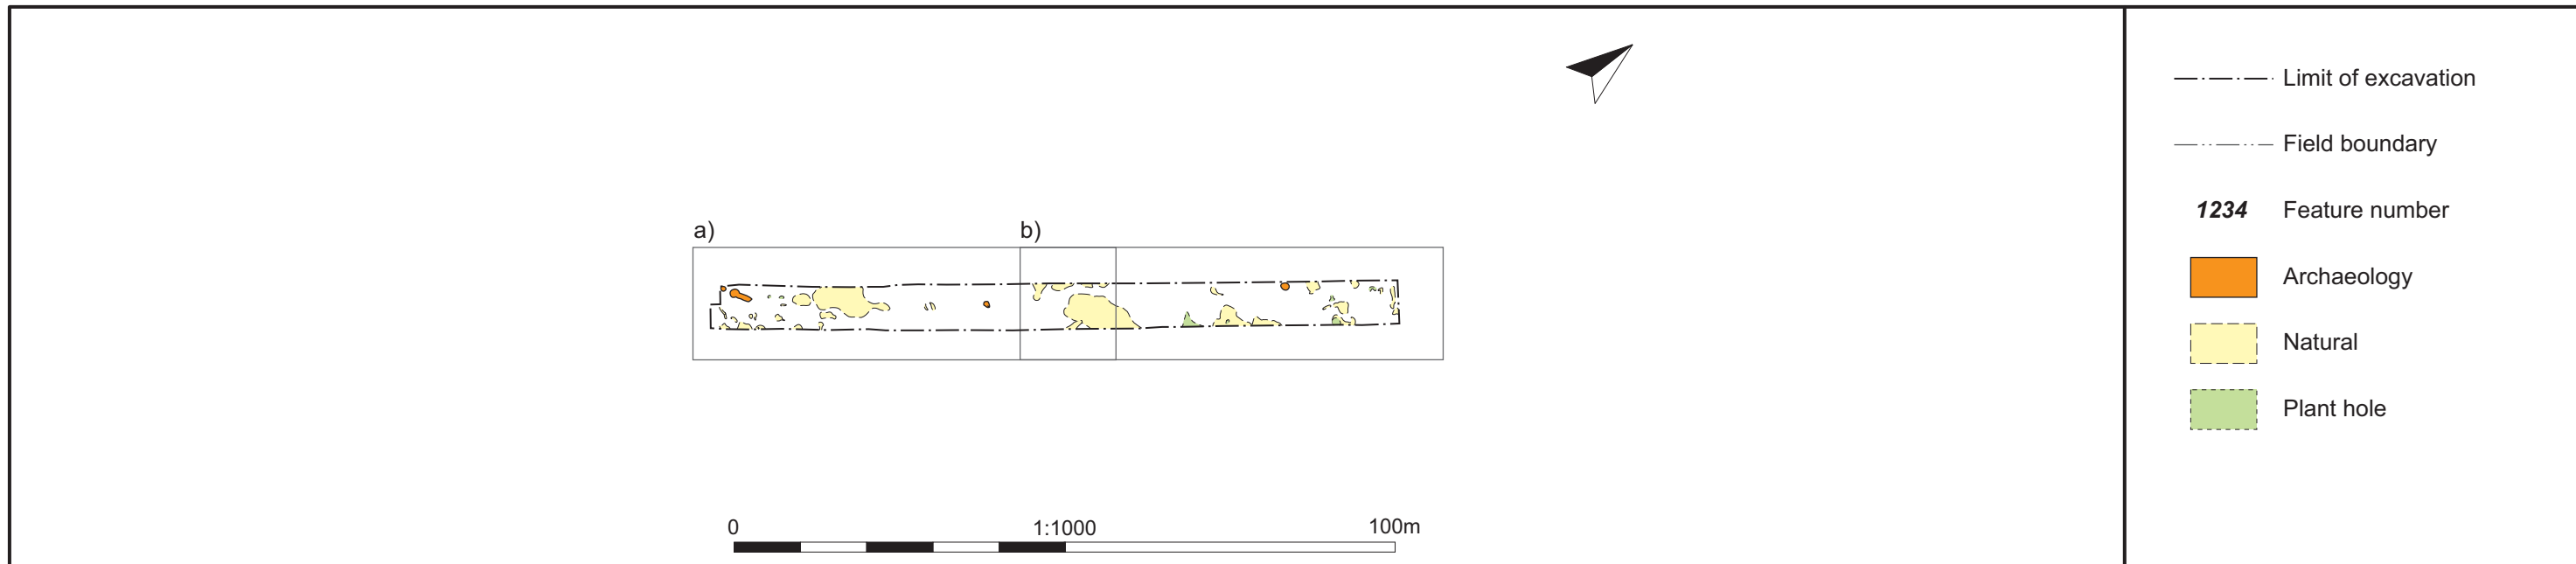 a)
b)
0
1:1000
100m
Limit of excavation
Field boundary
1234 Feature number
Archaeology
Natural
Plant hole